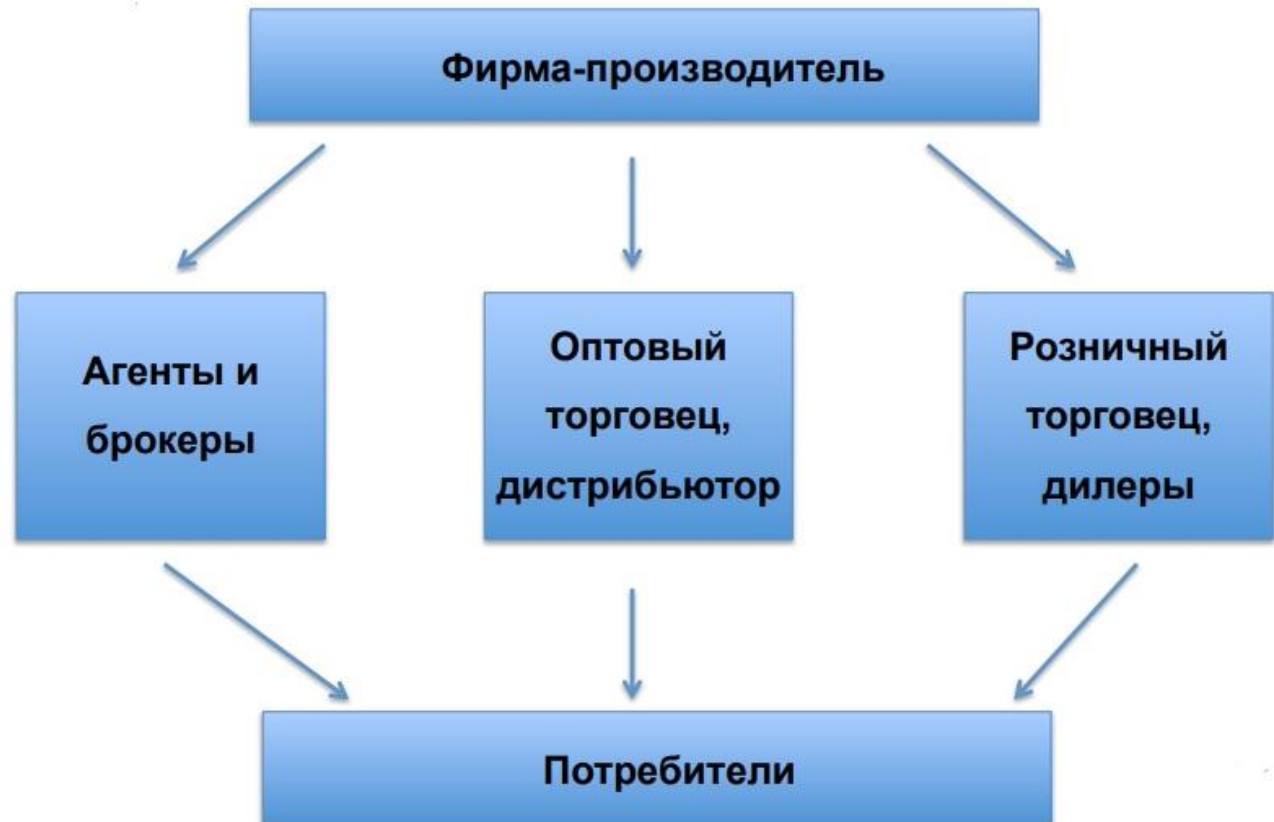 Фирма-производитель
Агенты и
брокеры
Оптовый
торговец,
дистрибьютор
Розничный
торговец,
дилеры
Потребители